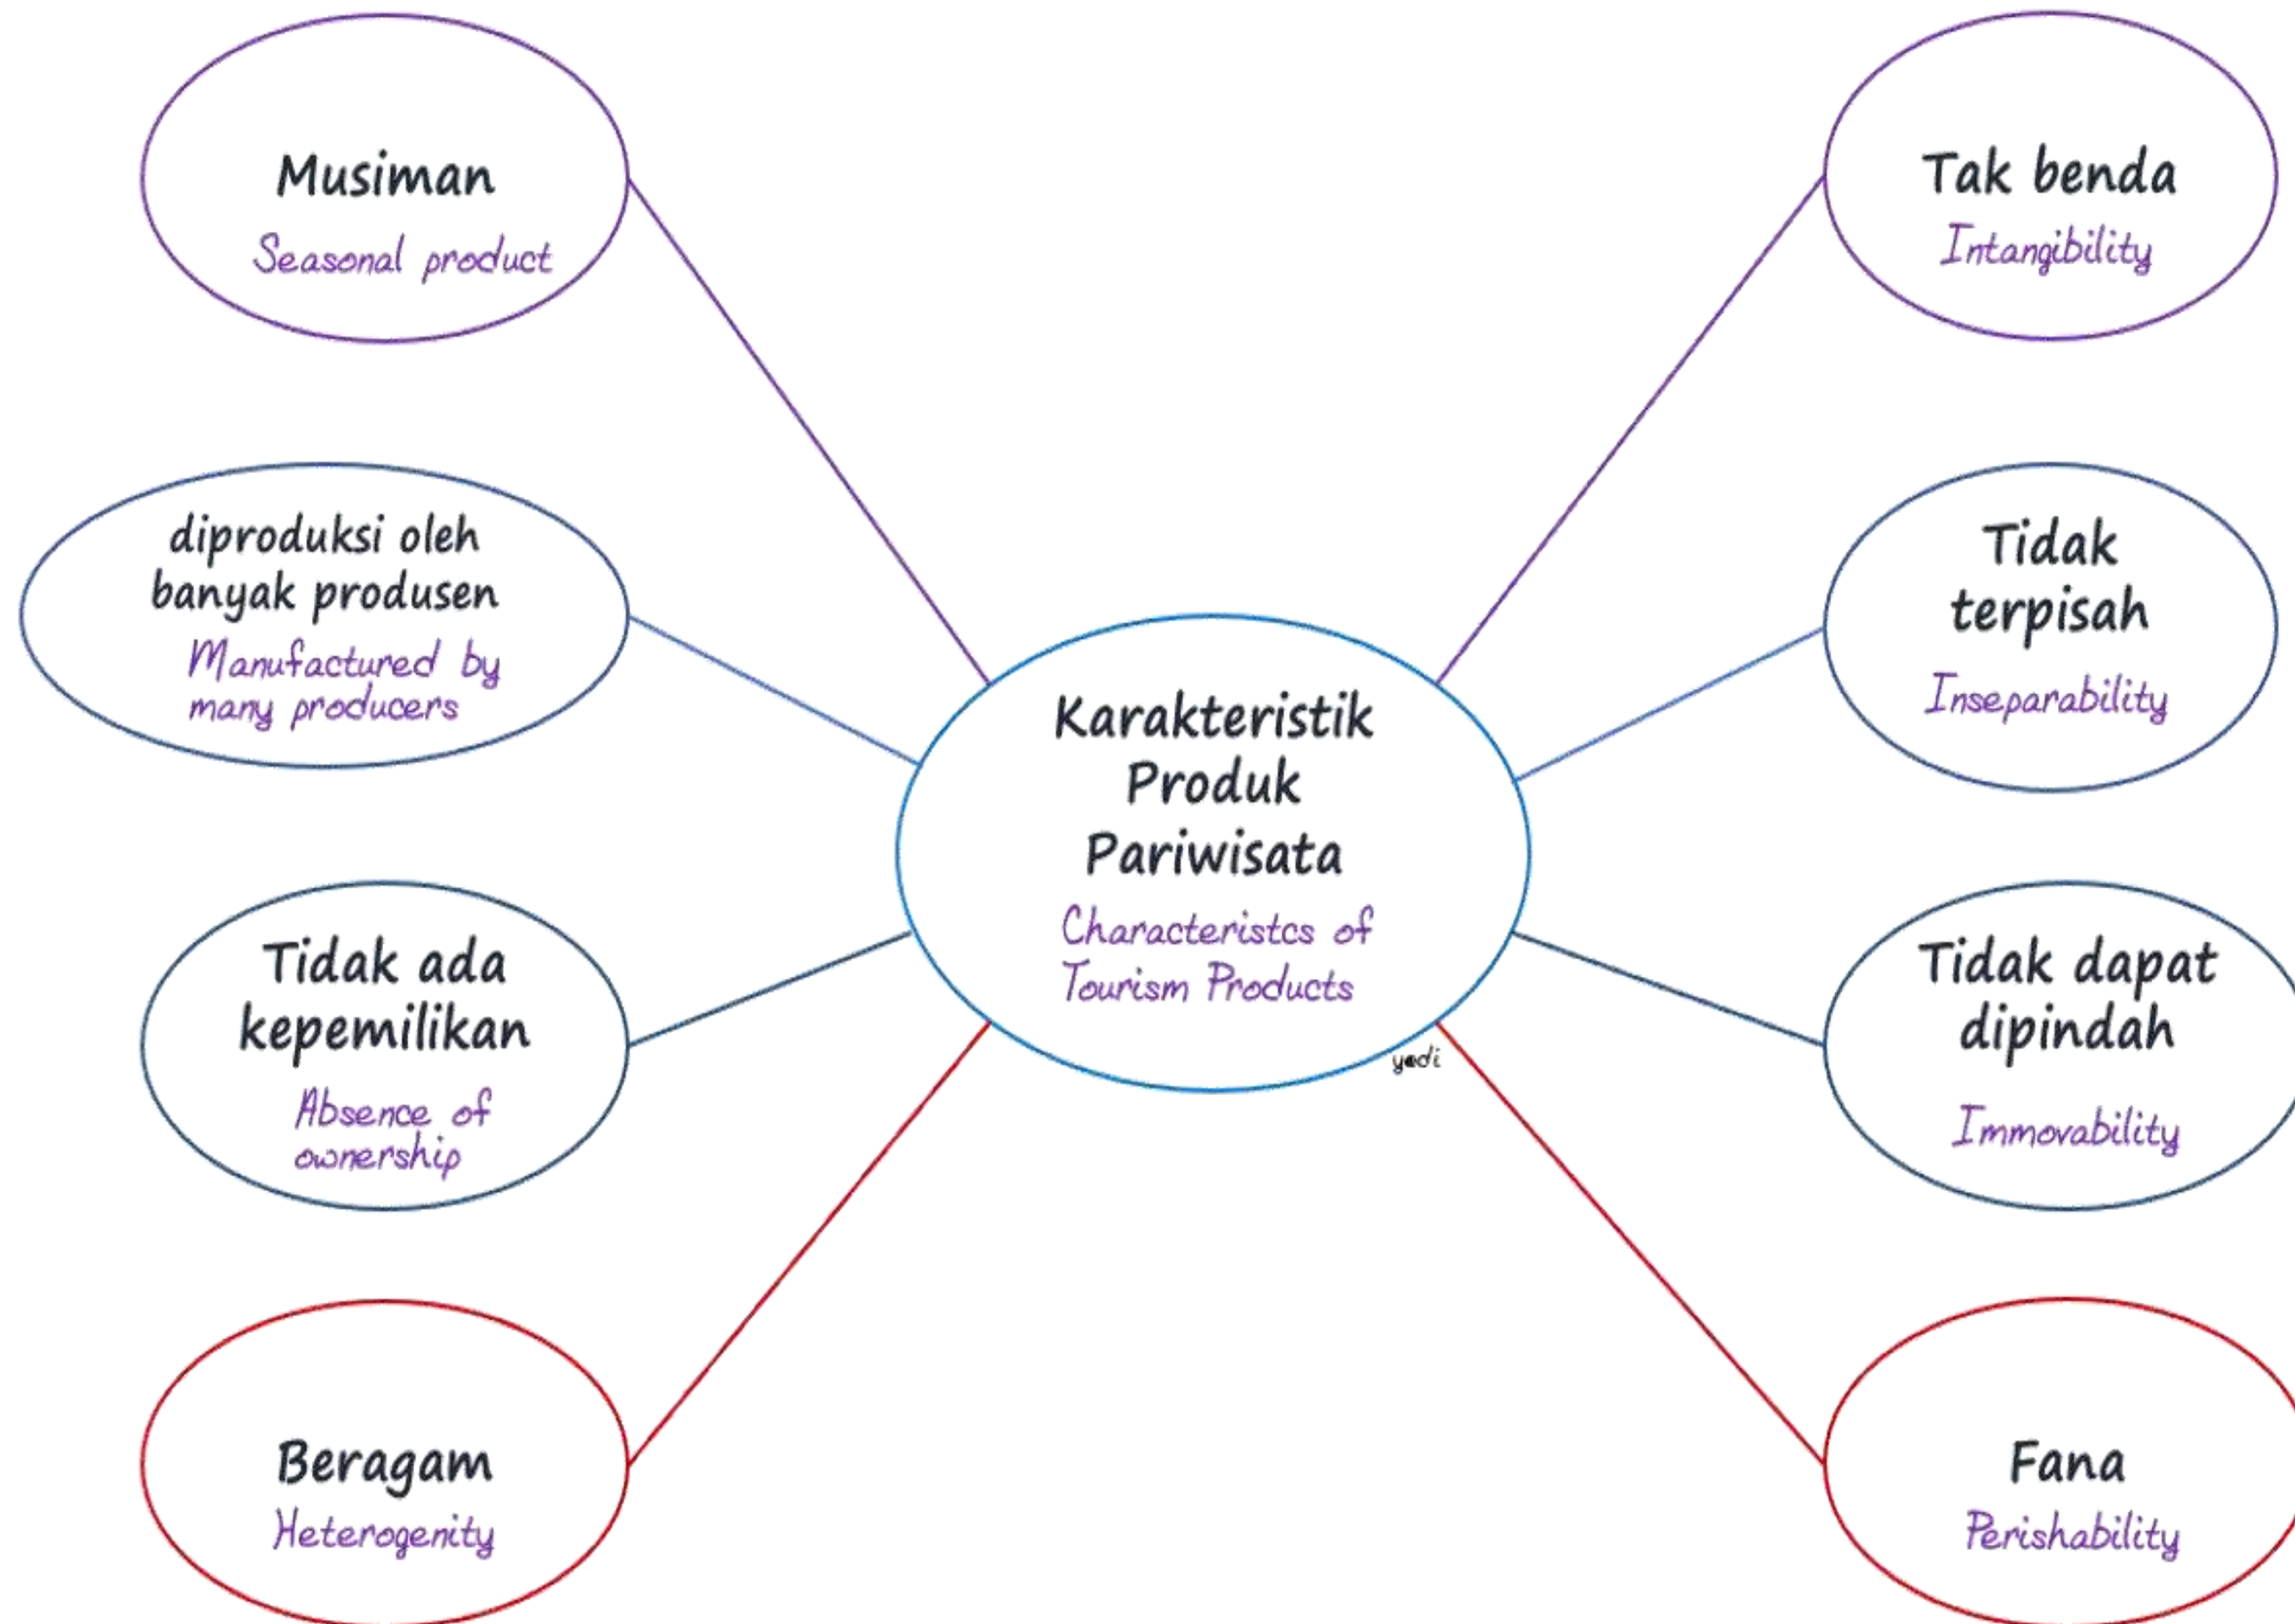 Musiman
Seasonal product
Tak benda
Intangibility
diproduksi oleh
banyak produsen
Manufactured by
many producers
Tidak
terpisah
Inseparability
Karakteristik
Produk
Pariwisata
Characteristcs of
Tourism Products
yadi
Tidak ada
kepemilikan
Absence of
ownership
Tidak dapat
dipindah
Immovability
Beragam
Heterogenity
Fana
Perishability